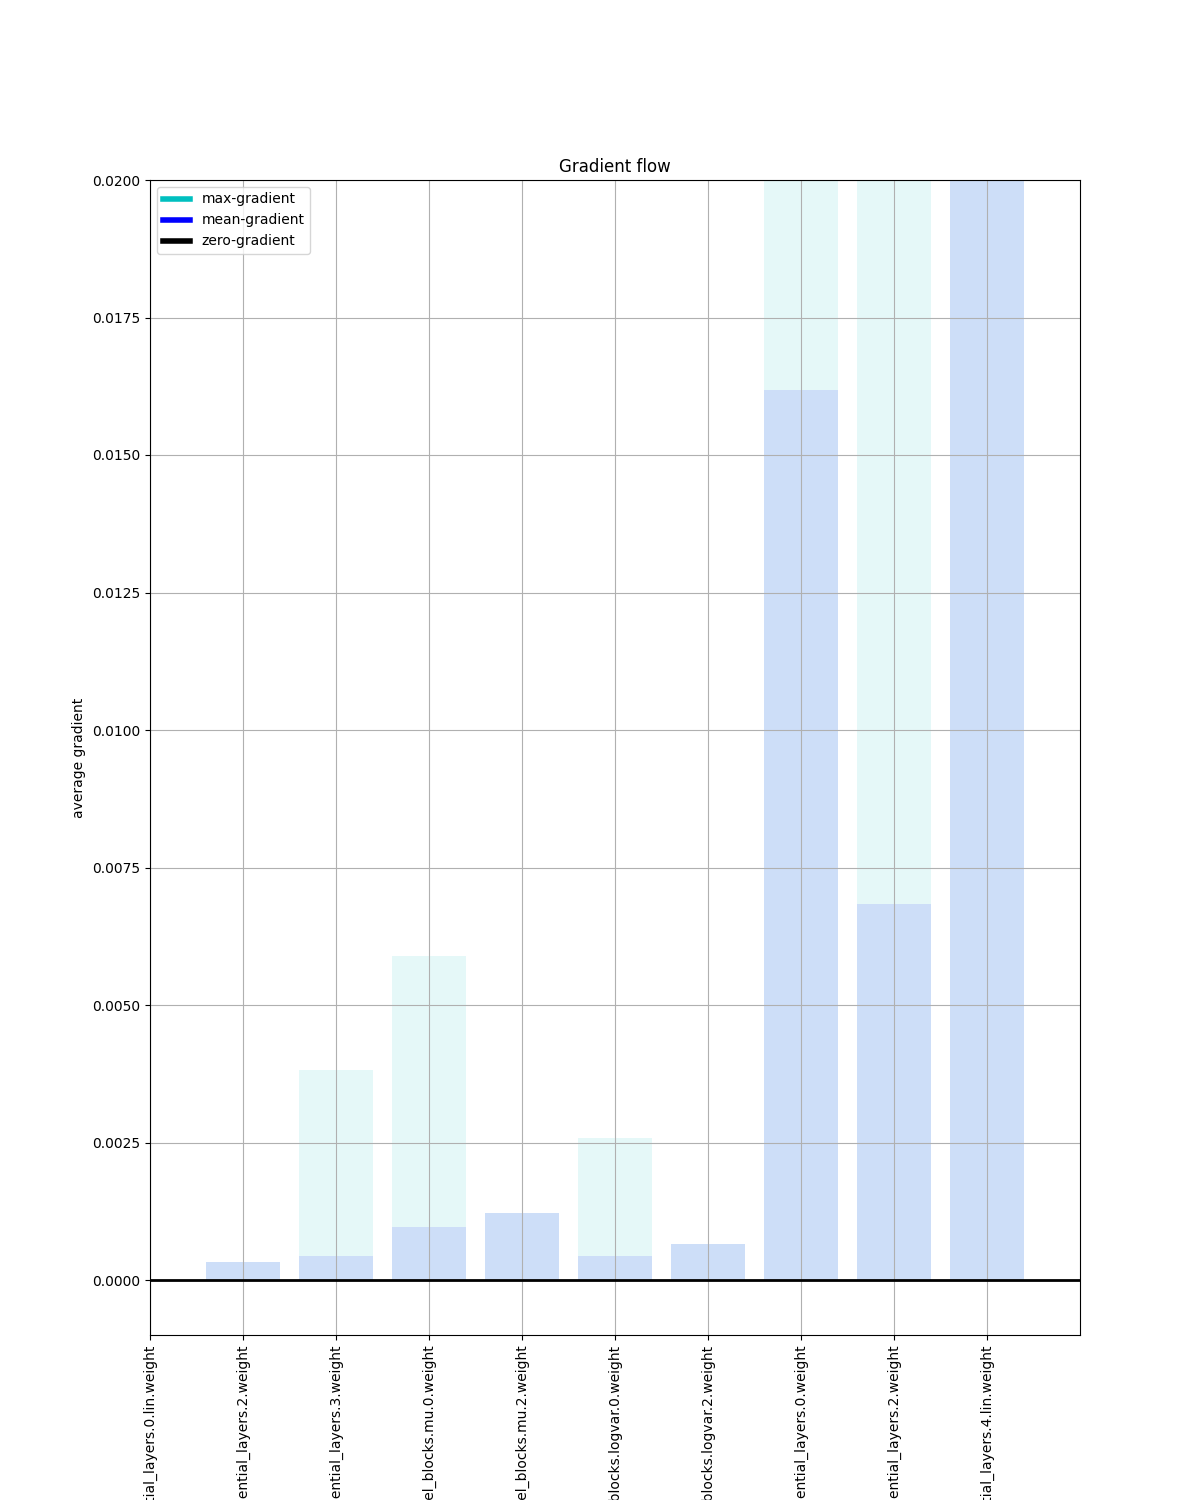 Gradient flow
max-gradient
mean-gradient
zero-gradient
0.0200
0.0175
0.0150
0.0125
0.0100
0.0075
0.0050
0.0025
0.0000
average gradient
tial_layers.0.lin.weight
ential_layers.2.weight
ential_layers.3.weight
el_blocks.mu.0.weight
el_blocks.mu.2.weight
blocks.logvar.0.weight
blocks.logvar.2.weight
ential_layers.0.weight
ential_layers.2.weight
tial_layers.4.lin.weight